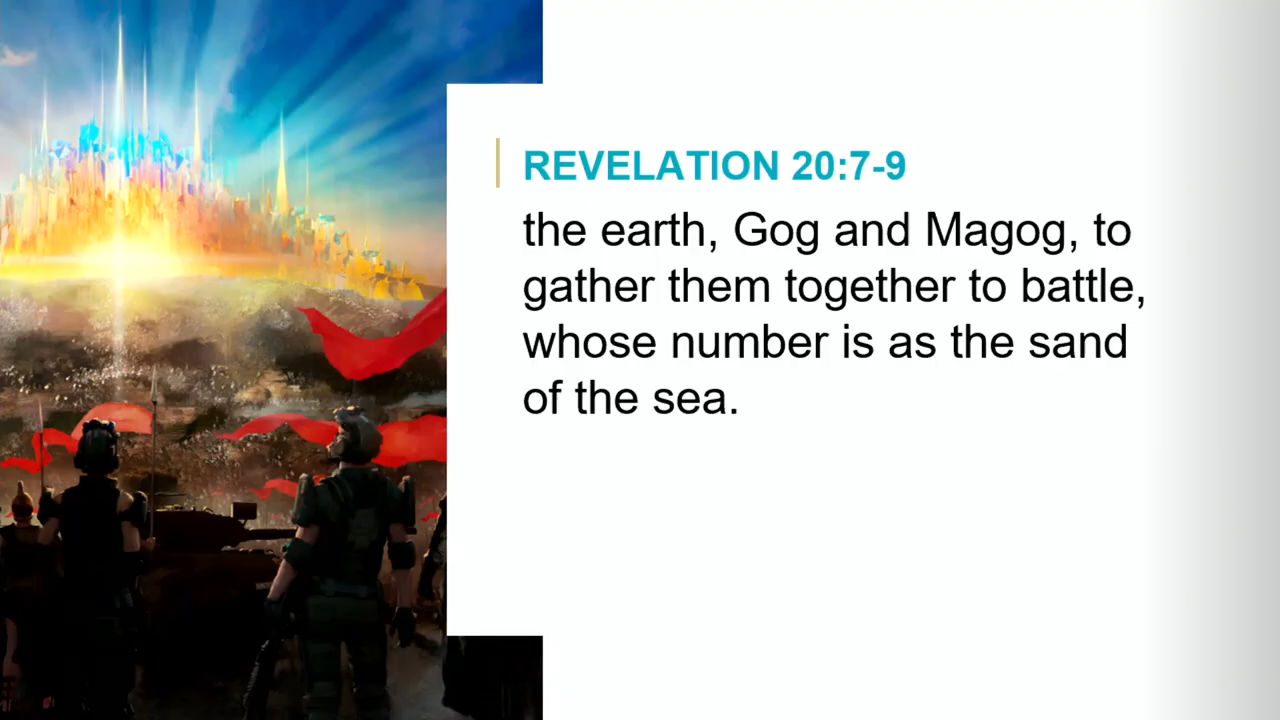 REVELATION 20:7-9
the earth, Gog and Magog, to
gather them together to battle,
whose number is as the sand
of the sea.